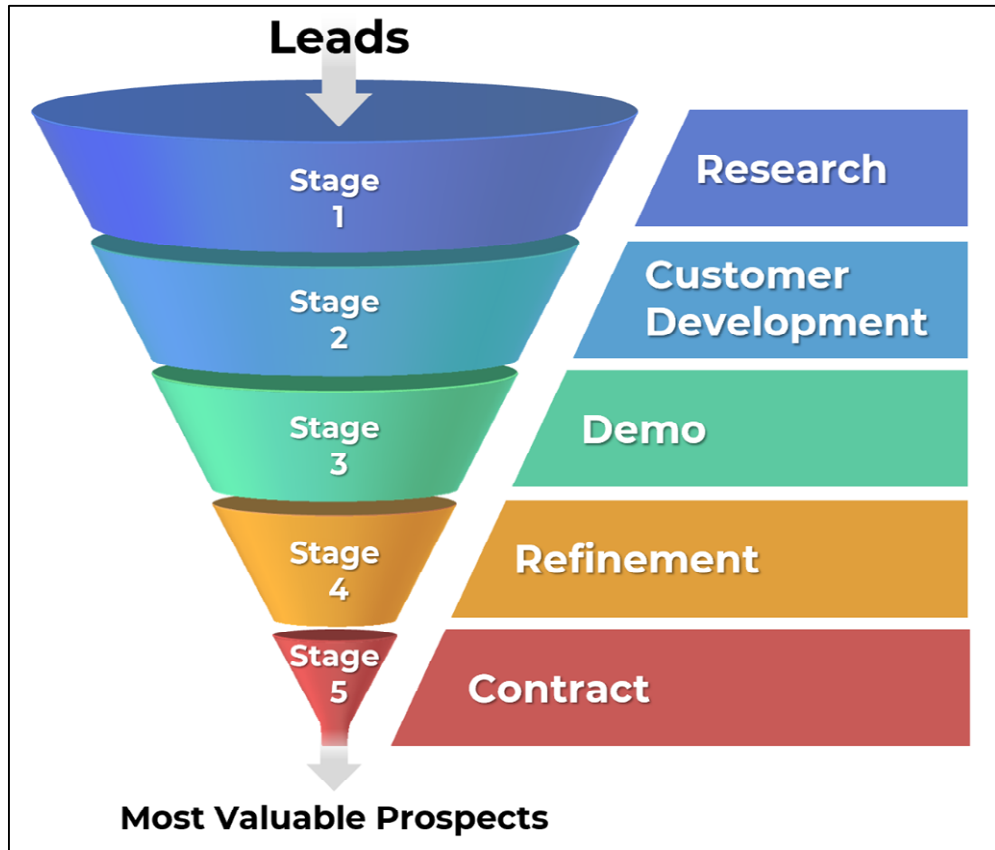 Leads
Stage
1
Research
Stage
2
Customer
Development
Stage
3
Demo
Stage
4
Refinement
Stage
5
Contract
Most Valuable Prospects